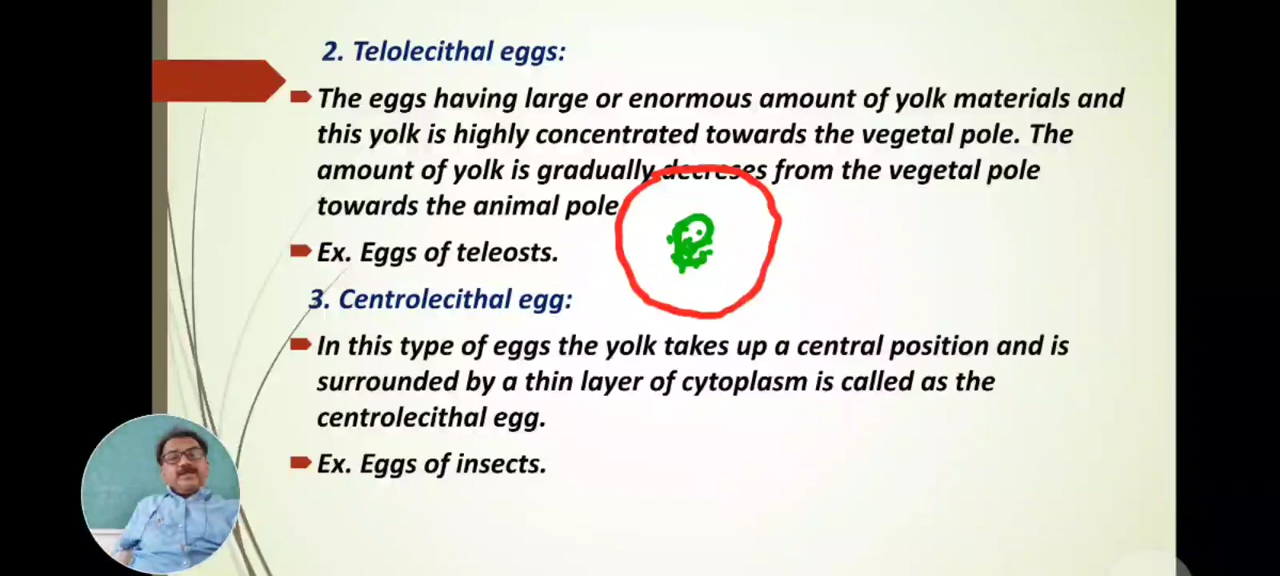 2. Telolecithal eggs:
The eggs having large or enormous amount of yolk materials and
this yolk is highly concentrated towards the vegetal pole. The
amount of yolk is gradually decreses from the vegetal pole
towards the animal pole
Ex. Eggs of teleosts.
3. Centrolecithal egg:
In this type of eggs the yolk takes up a central position and is
surrounded by a thin layer of cytoplasm is called as the
centrolecithal egg.
Ex. Eggs of insects.